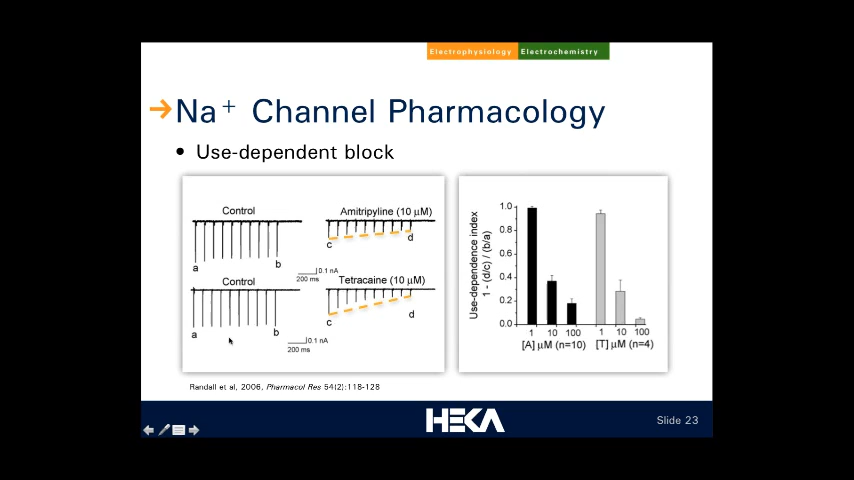 Electrophysiology Electrochemistry
Na+ Channel Pharmacology
Use-dependent block
Control
Amitripyline (10 µM)
a
b
c
d
0.1 nA
200 ms
Control
Tetracaine (10 µM)
a
b
c
d
0.1 nA
200 ms
Use-dependence index
1 - (d/c) / (b/a)
1.0
0.8
0.6
0.4
0.2
0.0
1 10 100 1 10 100
[A] µM (n=10) [T] µM (n=4)
Randall et al, 2006, Pharmacol Res 54(2):118-128
HEKA
Slide 23